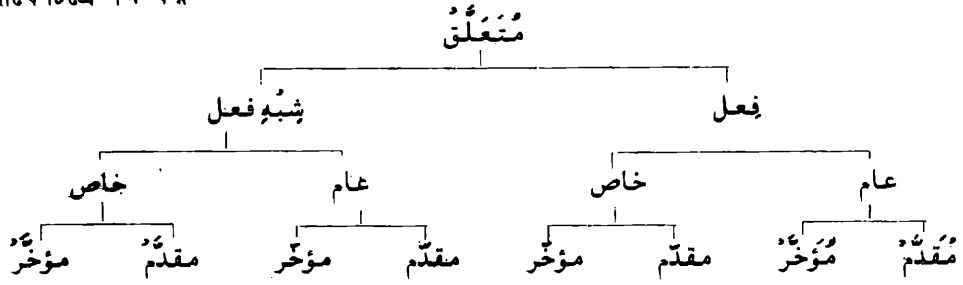 مُتَعَلَّقُ
فِعل شِبُهِ فعل
عام خاص عام خاص
مُقَدَّمُ مُؤَخَّرُ مقدّم مؤخّر مقدّم مؤخّر مقدَّمُ مؤخَّرُ